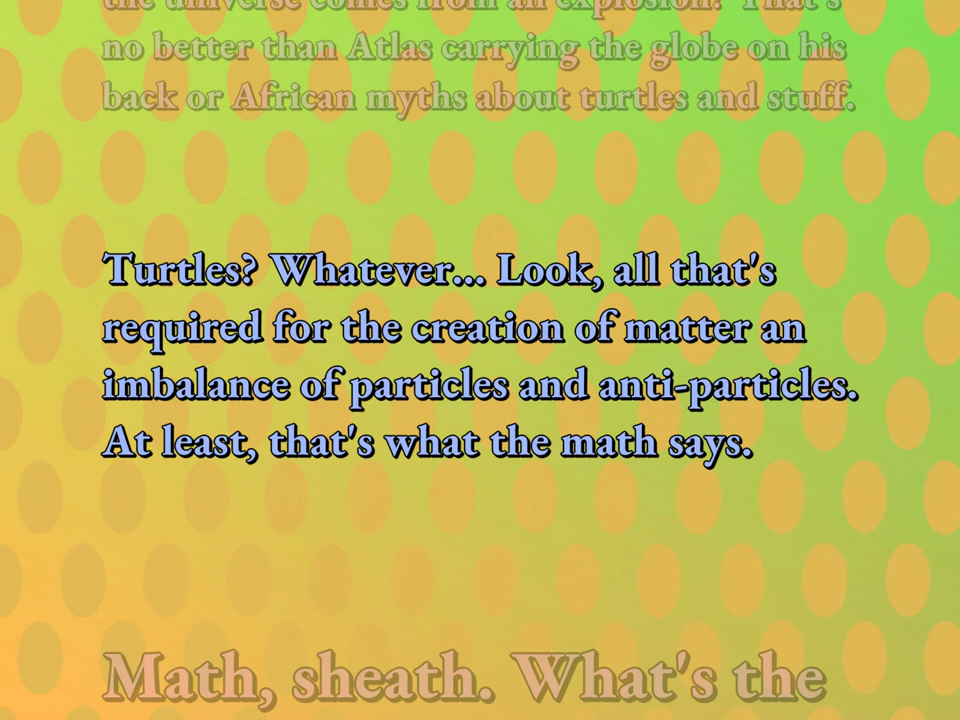 the universe comes from an explosion? That's
no better than Atlas carrying the globe on his
back or African myths about turtles and stuff.
Turtles? Whatever... Look, all that's
required for the creation of matter an
imbalance of particles and anti-particles.
At least, that's what the math says.
Math, sheath. What's the